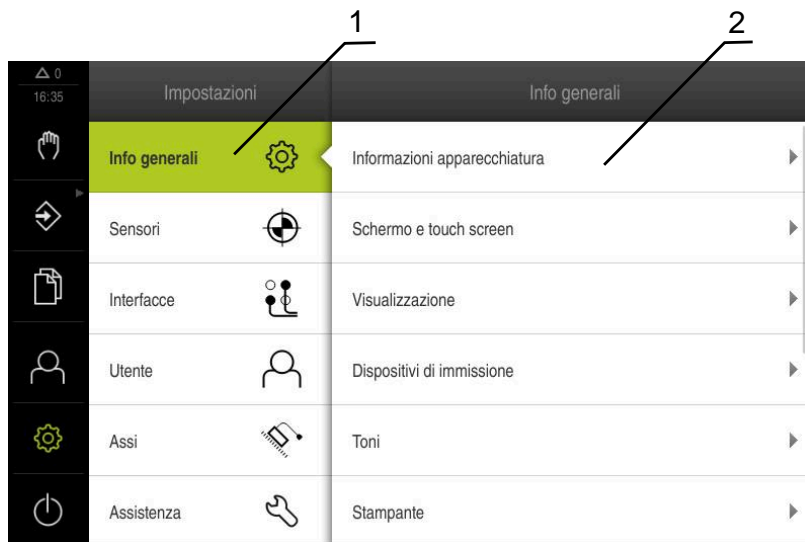 1
2
0
16:35
Impostazioni
Info generali
Info generali
Sensori
Interfacce
Utente
Assi
Assistenza
Informazioni apparecchiatura
Schermo e touch screen
Visualizzazione
Dispositivi di immissione
Toni
Stampante